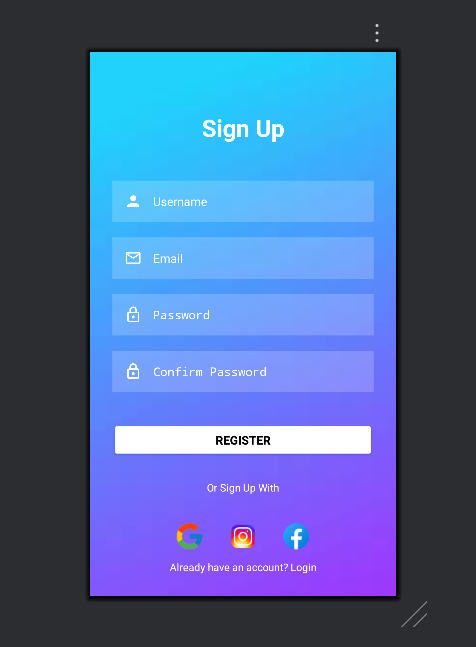 Sign Up
Username
Email
Password
Confirm Password
REGISTER
Or Sign Up With
Already have an account? Login